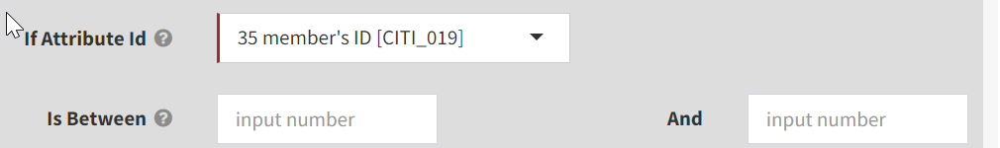 If Attribute Id ? 35 member's ID [CITI_019]
Is Between ? input number And input number